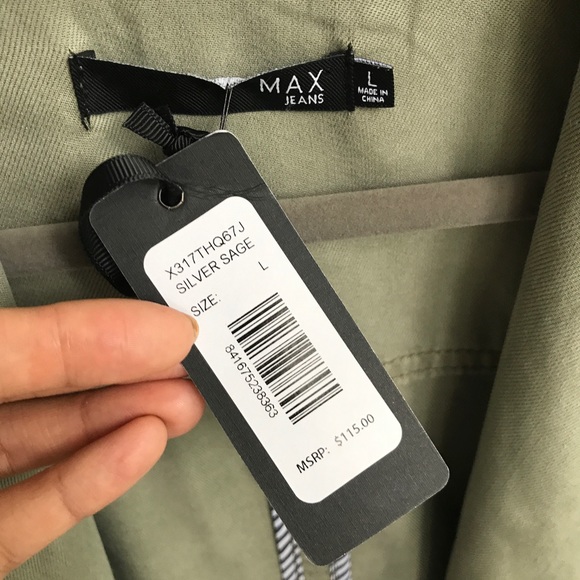 MAX
JEANS
L
MADE IN
CHINA
X317THQ67J
SILVER SAGE
SIZE: L
841675238363
MSRP: $115.00